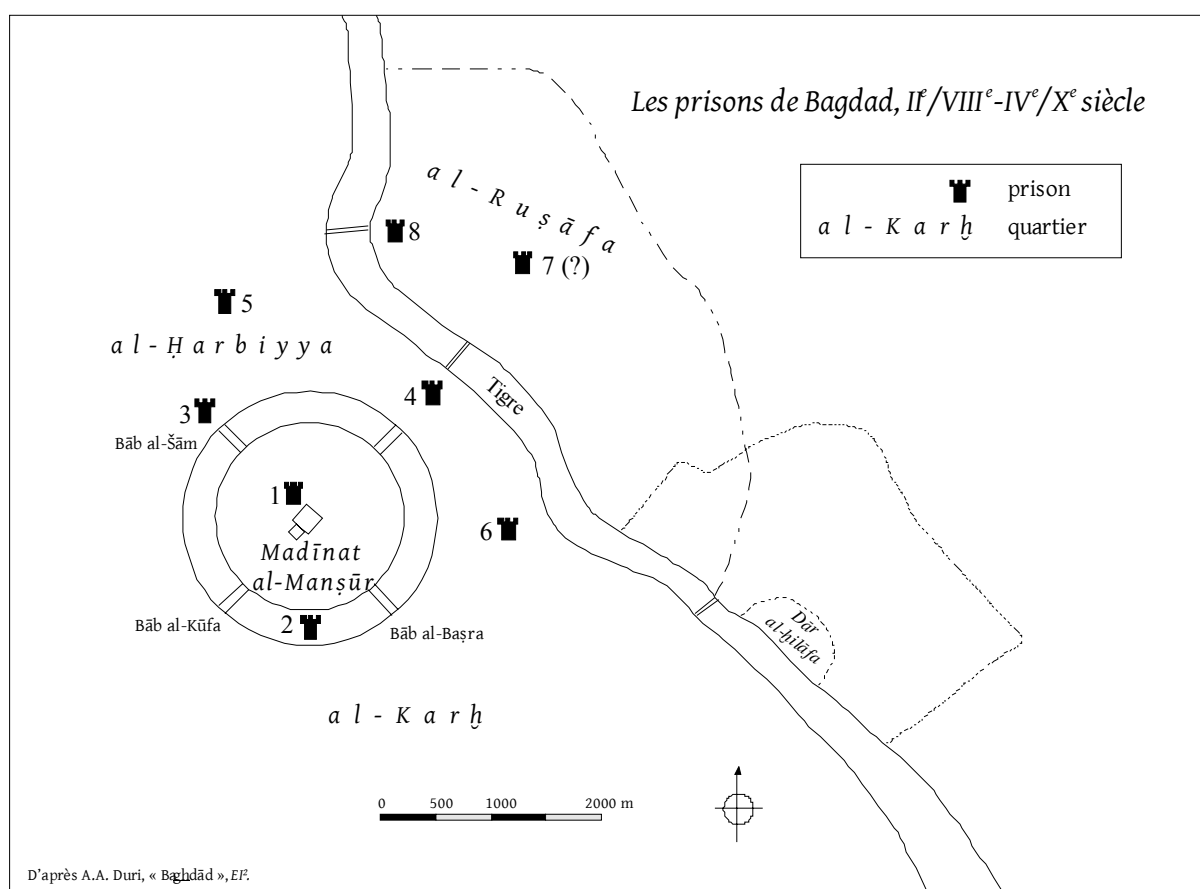 Les prisons de Bagdad, IIᵉ/VIIIᵉ-IVᵉ/Xᵉ siècle
prison
al-Karḫ quartier
al-Ruṣāfa
8
7 (?)
5
al-Ḥarbiyya
4
3
Tigre
Bāb al-Šām
1
6
Madīnat
al-Manṣūr
2
Bāb al-Kūfa
Bāb al-Baṣra
Dār
al-ḫilāfa
al-Karḫ
0 500 1000 2000 m
D'après A.A. Duri, « Baghdād », EI².